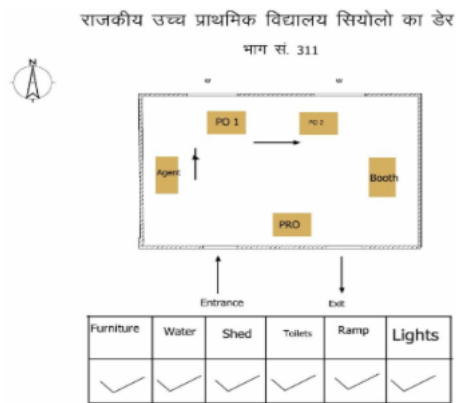 राजकीय उच्च प्राथमिक विद्यालय सियोलो का डेर
भाग सं. 311
N
W W
PO 1 PO 2
Agent Booth
PRO
Entrance Exit
Furniture Water Shed Toilets Ramp Lights